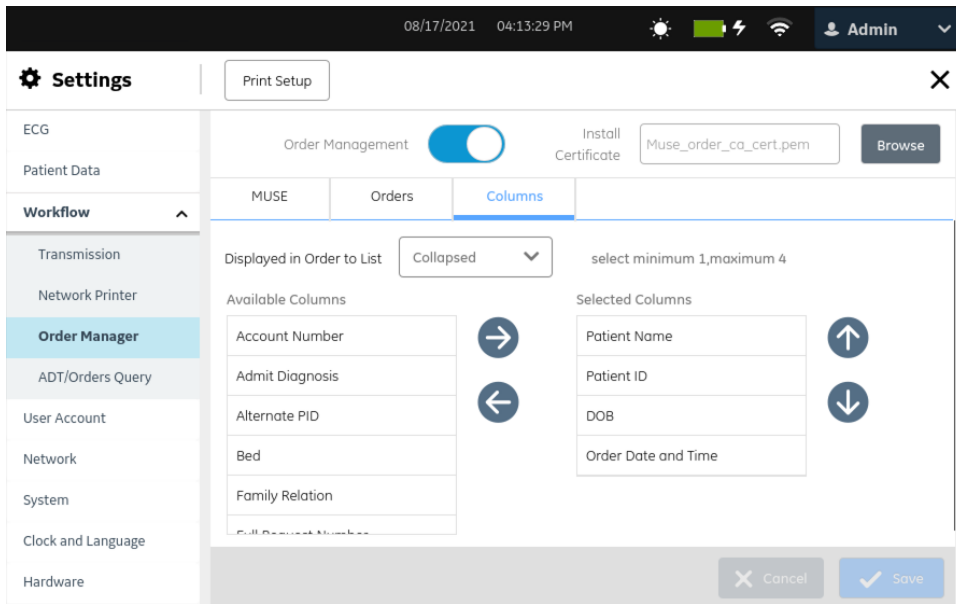 08/17/2021 04:13:29 PM Admin
Settings Print Setup
ECG
Patient Data
Workflow
Transmission
Network Printer
Order Manager
ADT/Orders Query
User Account
Network
System
Clock and Language
Hardware
Order Management
Install
Certificate
Muse_order_ca_cert.pem
Browse
MUSE Orders Columns
Displayed in Order to List Collapsed select minimum 1,maximum 4
Available Columns
Account Number
Admit Diagnosis
Alternate PID
Bed
Family Relation
Full Request Number
Selected Columns
Patient Name
Patient ID
DOB
Order Date and Time
Cancel Save